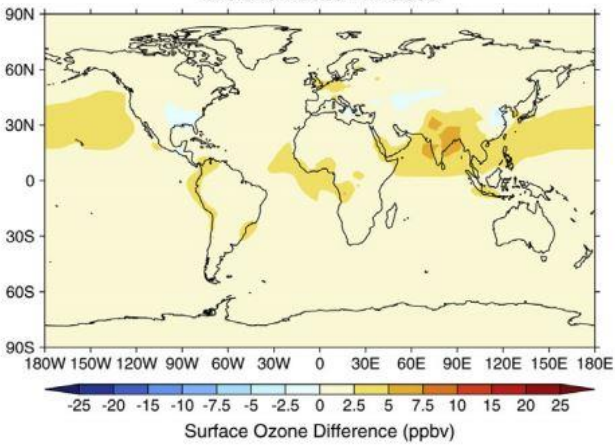 90N
60N
30N
0
30S
60S
90S
180W 150W 120W 90W 60W 30W 0 30E 60E 90E 120E 150E 180E
-25 -20 -15 -10 -7.5 -5 -2.5 0 2.5 5 7.5 10 15 20 25
Surface Ozone Difference (ppbv)